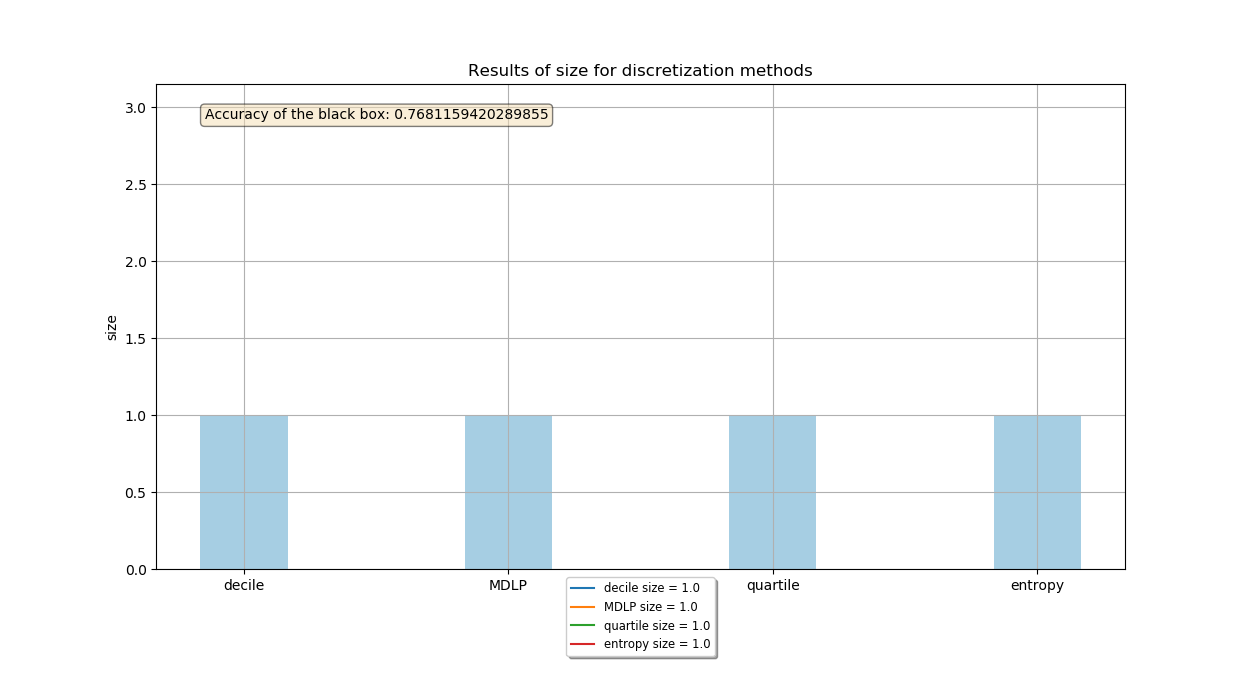 Results of size for discretization methods
3.0
Accuracy of the black box: 0.7681159420289855
2.5
2.0
1.5
size
1.0
0.5
0.0
decile MDLP quartile entropy
decile size = 1.0
MDLP size = 1.0
quartile size = 1.0
entropy size = 1.0